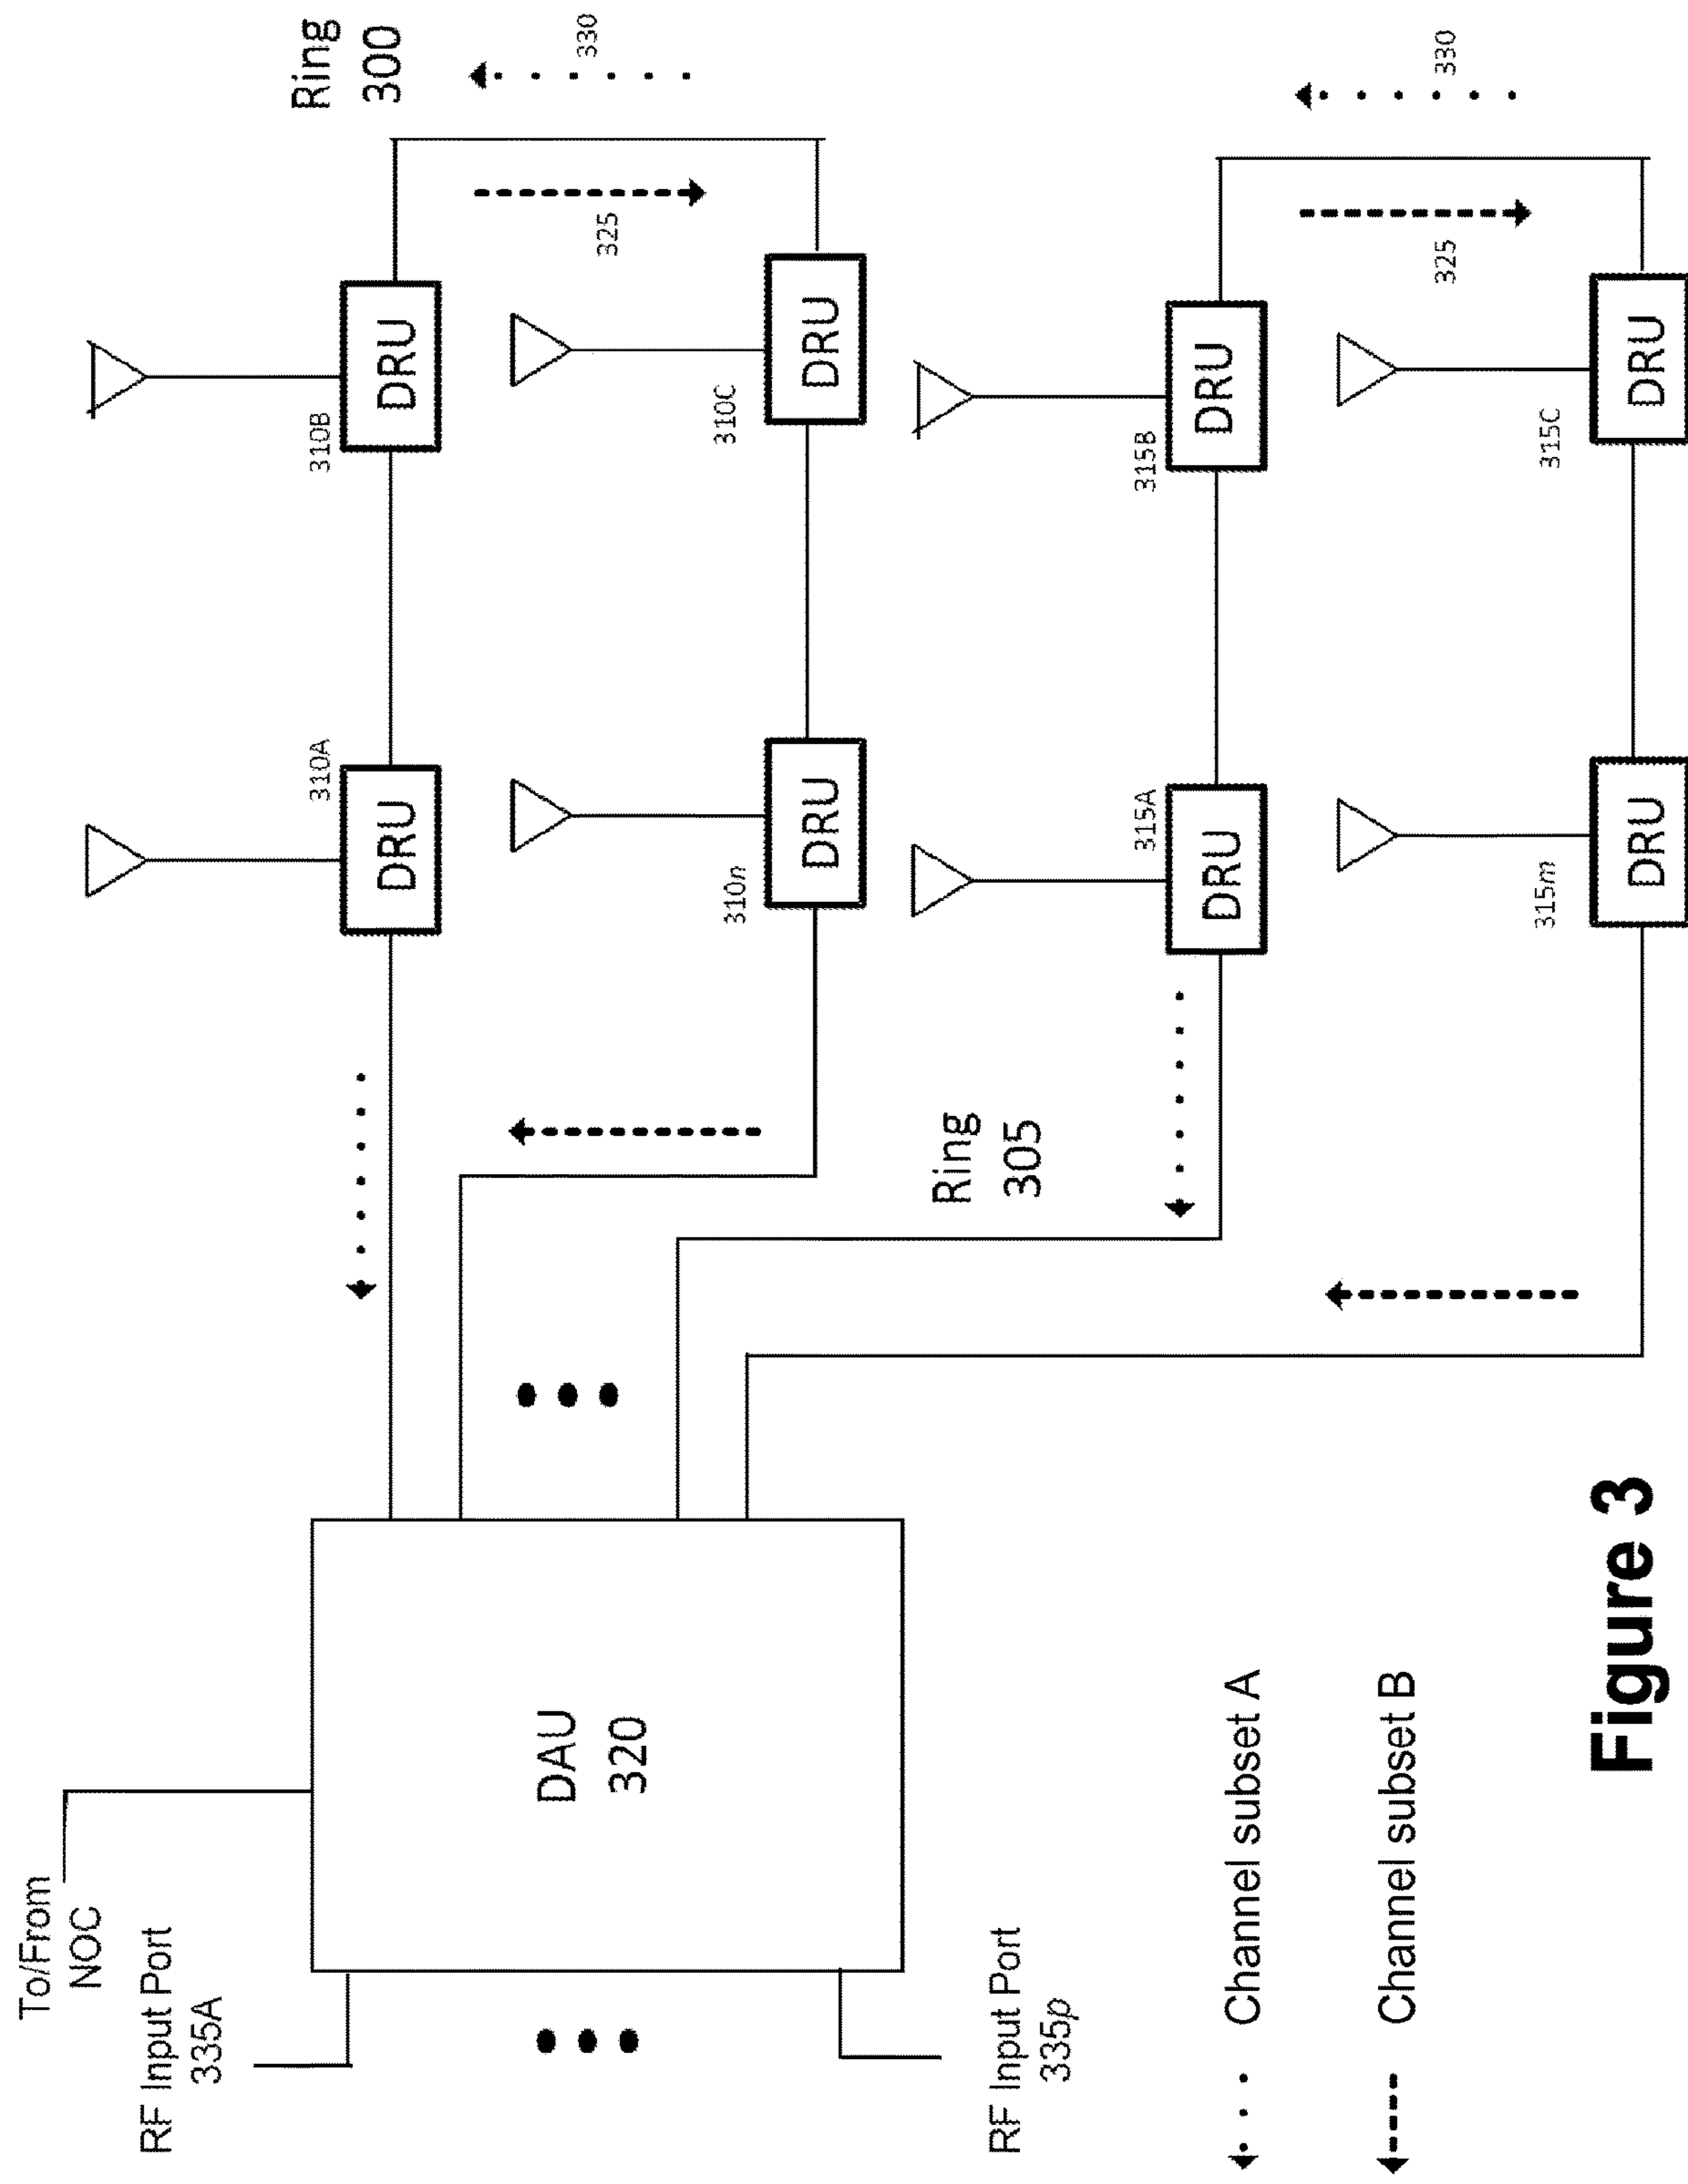 To/From
NOC
RF Input Port
335A
310A
310B
Ring
300
DRU
DRU
325
330
DAU
320
310n
310C
DRU
DRU
Ring
305
RF Input Port
335p
315A
315B
DRU
DRU
Channel subset A
Channel subset B
325
330
315m
315C
DRU
DRU
Figure 3